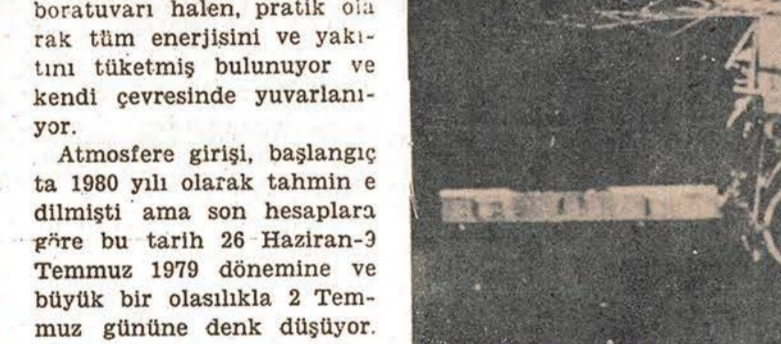 boratuvarı halen, pratik ola
rak tüm enerjisini ve yakı-
tını tüketmiş bulunuyor ve
kendi çevresinde yuvarlanı-
yor.
Atmosfere girişi, başlangıç
ta 1980 yılı olarak tahmin e
dilmişti ama son hesaplara
göre bu tarih 26 Haziran-9
Temmuz 1979 dönemine ve
büyük bir olasılıkla 2 Tem-
muz gününe denk düşüyor.